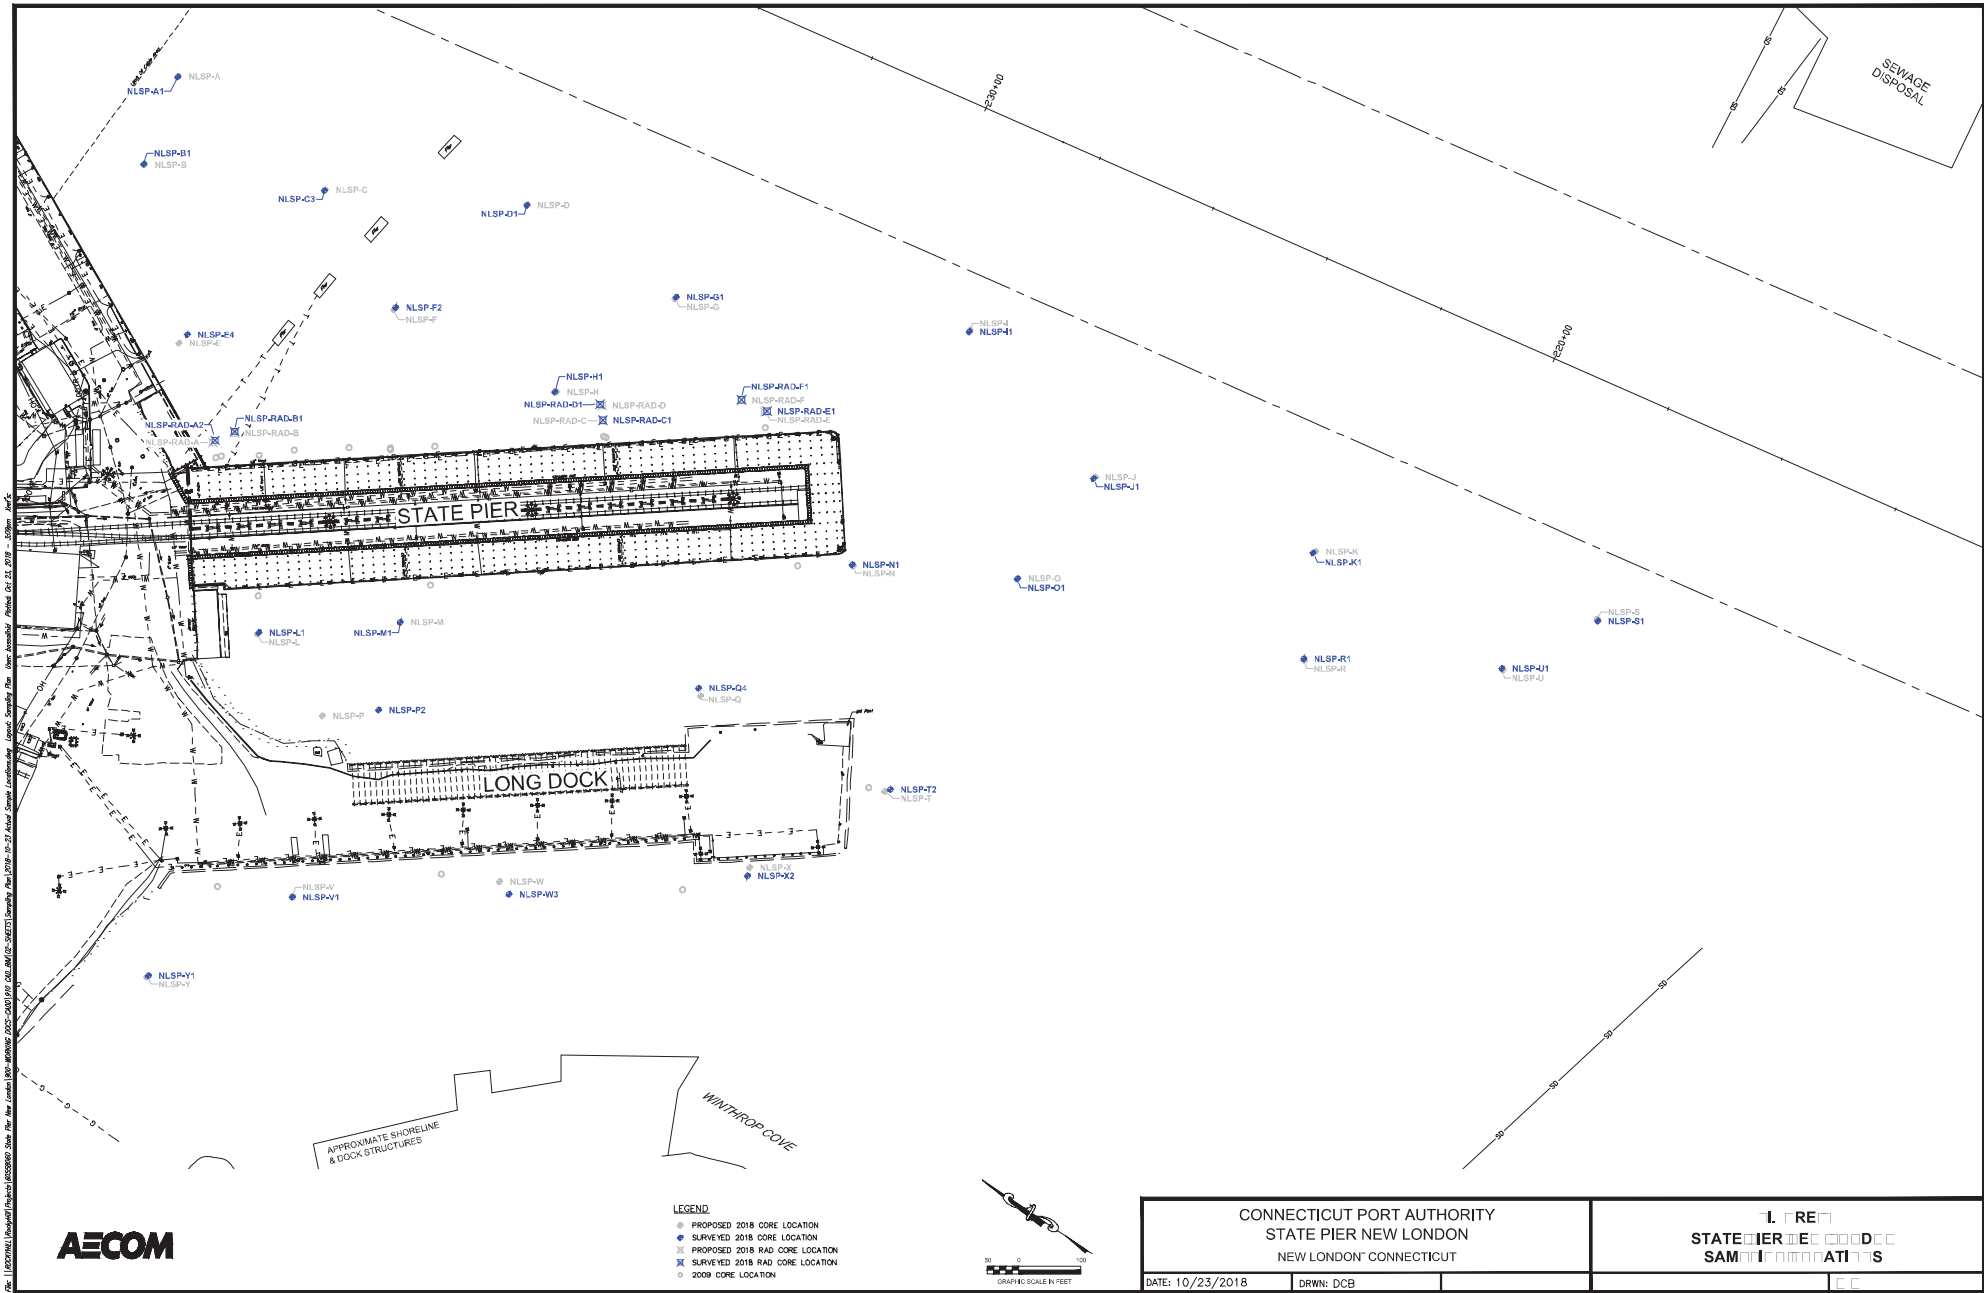 NLSP-A
NLSP-A1
NLSP-B1
NLSP-B
NLSP-C
NLSP-C3
NLSP-D
NLSP-D1
230+00
SD
SD
SD
SD
SEWAGE
DISPOSAL
NLSP-F2
NLSP-F
NLSP-G1
NLSP-G
NLSP-E4
NLSP-E
NLSP-I
NLSP-I1
220+00
NLSP-H1
NLSP-H
NLSP-RAD-D1
NLSP-RAD-D
NLSP-RAD-C
NLSP-RAD-C1
NLSP-RAD-F1
NLSP-RAD-F
NLSP-RAD-E1
NLSP-RAD-E
NLSP-RAD-B1
NLSP-RAD-A2
NLSP-RAD-B
NLSP-RAD-A
STATE PIER
NLSP-J
NLSP-J1
NLSP-K
NLSP-K1
NLSP-N1
NLSP-N
NLSP-O
NLSP-O1
NLSP-S
NLSP-S1
NLSP-L1
NLSP-L
NLSP-M
NLSP-M1
NLSP-R1
NLSP-R
NLSP-U1
NLSP-U
NLSP-Q4
NLSP-Q
NLSP-P
NLSP-P2
LONG DOCK
NLSP-T2
NLSP-T
NLSP-X
NLSP-X2
NLSP-W
NLSP-W3
NLSP-V
NLSP-V1
NLSP-Y1
NLSP-Y
SD
SD
SD
SD
G
G
G
APPROXIMATE SHORELINE
& DOCK STRUCTURES
WINTHROP COVE
AECOM
LEGEND
PROPOSED 2018 CORE LOCATION
SURVEYED 2018 CORE LOCATION
PROPOSED 2018 RAD CORE LOCATION
SURVEYED 2018 RAD CORE LOCATION
2009 CORE LOCATION
50 0 100
GRAPHIC SCALE IN FEET
CONNECTICUT PORT AUTHORITY
STATE PIER NEW LONDON
NEW LONDON CONNECTICUT
DATE: 10/23/2018
DRWN: DCB